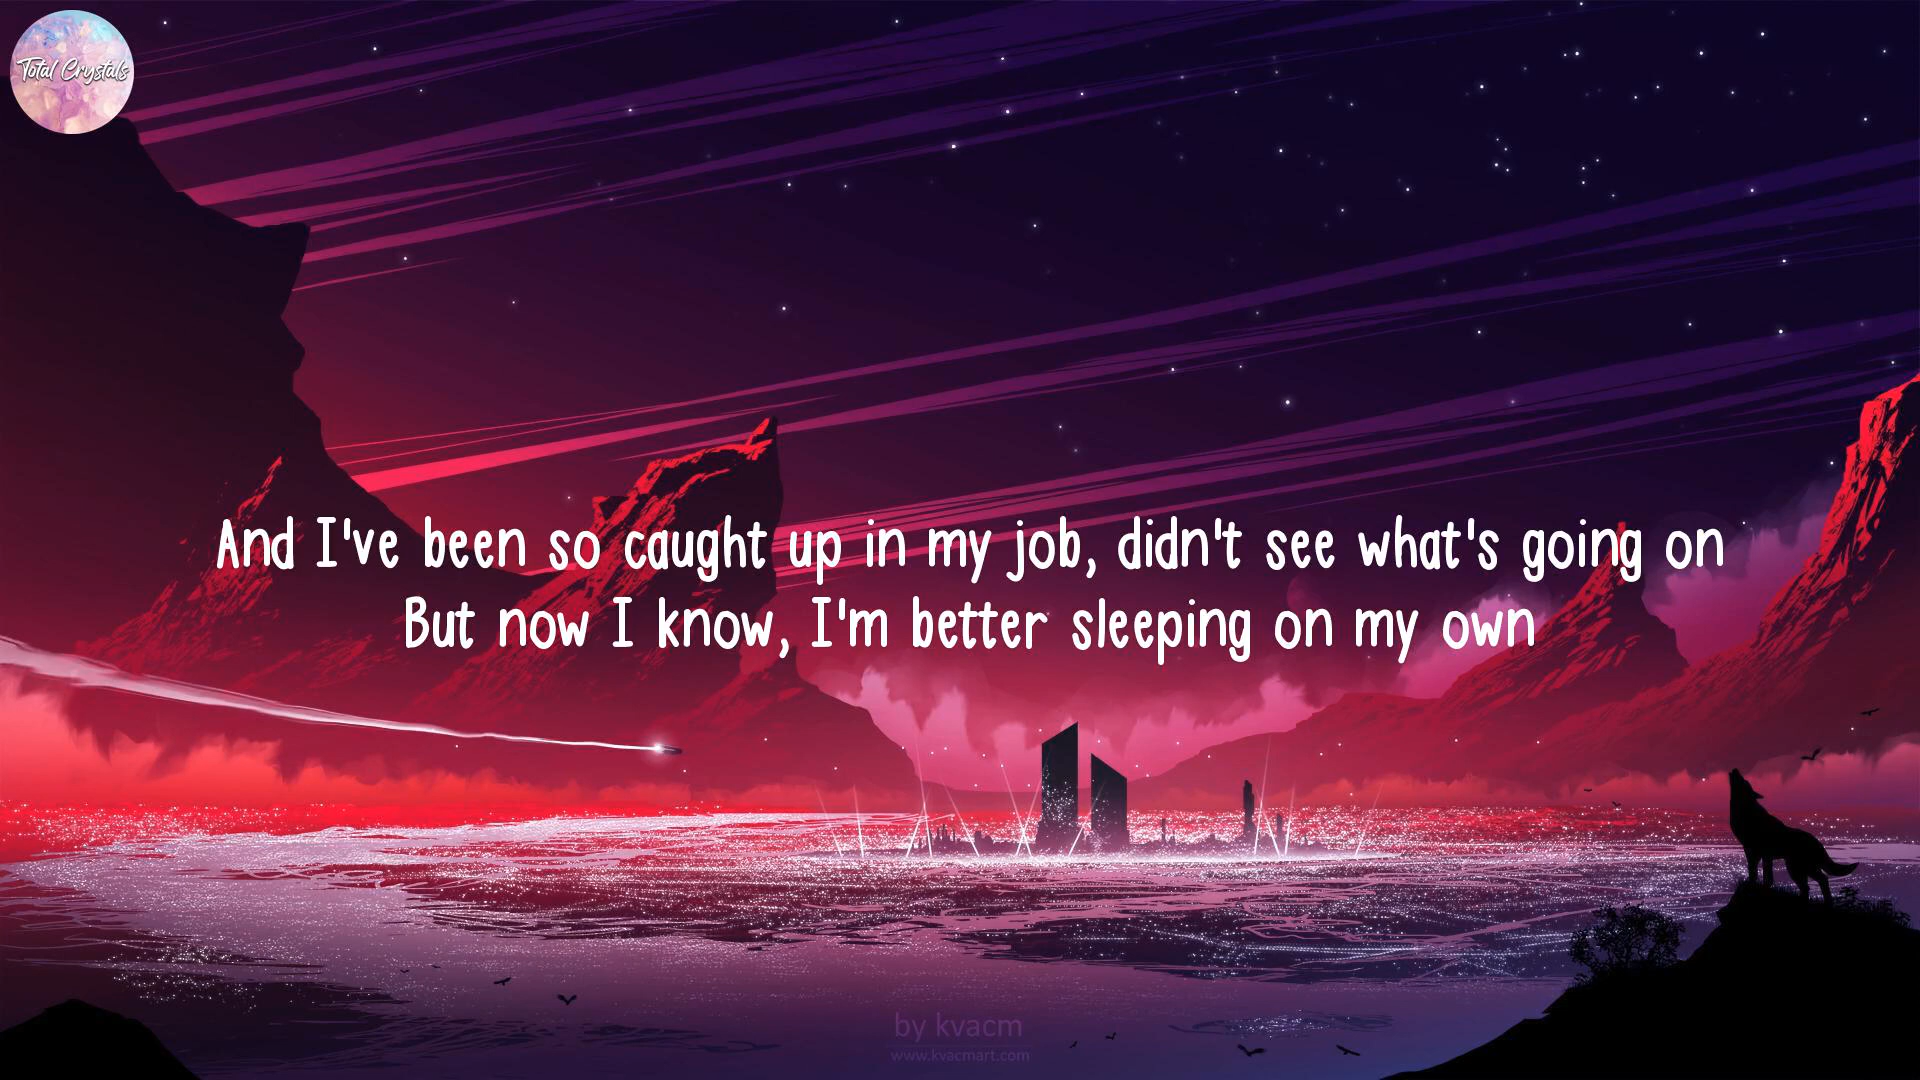 Total Crystals
And I've been so caught up in my job, didn't see what's going on
But now I know, I'm better sleeping on my own
by kvacm
www.kvacmart.com